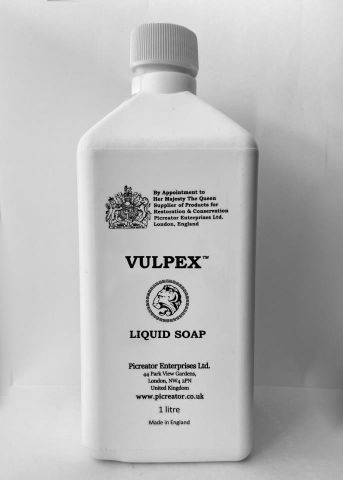 By Appointment to
Her Majesty The Queen
Supplier of Products for
Restoration & Conservation
Picreator Enterprises Ltd.
London, England
VULPEX™
LIQUID SOAP
Picreator Enterprises Ltd.
44 Park View Gardens,
London, NW4 2PN
United Kingdom
www.picreator.co.uk
1 litre
Made in England